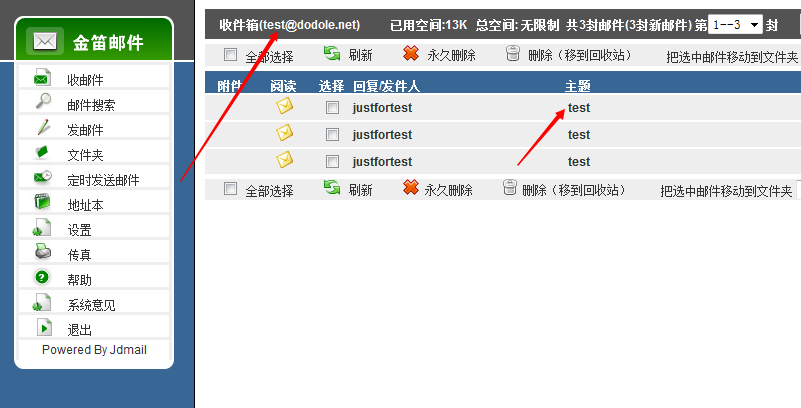 金笛邮件
收邮件
邮件搜索
发邮件
文件夹
定时发送邮件
地址本
设置
传真
帮助
系统意见
退出
Powered By Jdmail
收件箱(test@dodole.net) 已用空间:13K 总空间:无限制 共3封邮件(3封新邮件) 第 1--3 封
全部选择 刷新 永久删除 删除（移到回收站） 把选中邮件移动到文件夹
附件 阅读 选择 回复/发件人 主题
justfortest test
justfortest test
justfortest test
全部选择 刷新 永久删除 删除（移到回收站） 把选中邮件移动到文件夹